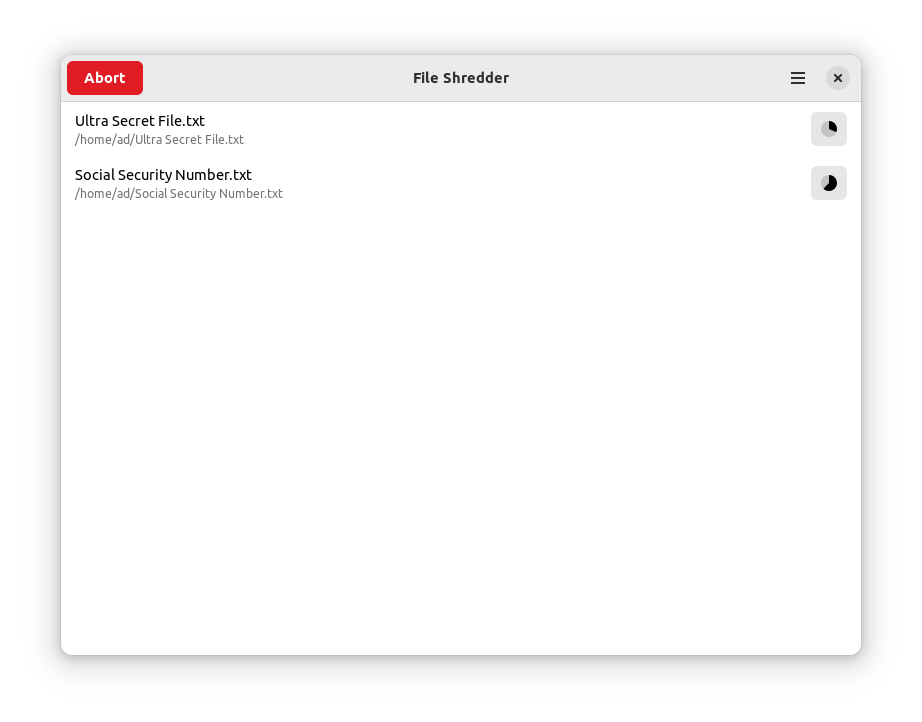 Abort
File Shredder
Ultra Secret File.txt
/home/ad/Ultra Secret File.txt
Social Security Number.txt
/home/ad/Social Security Number.txt